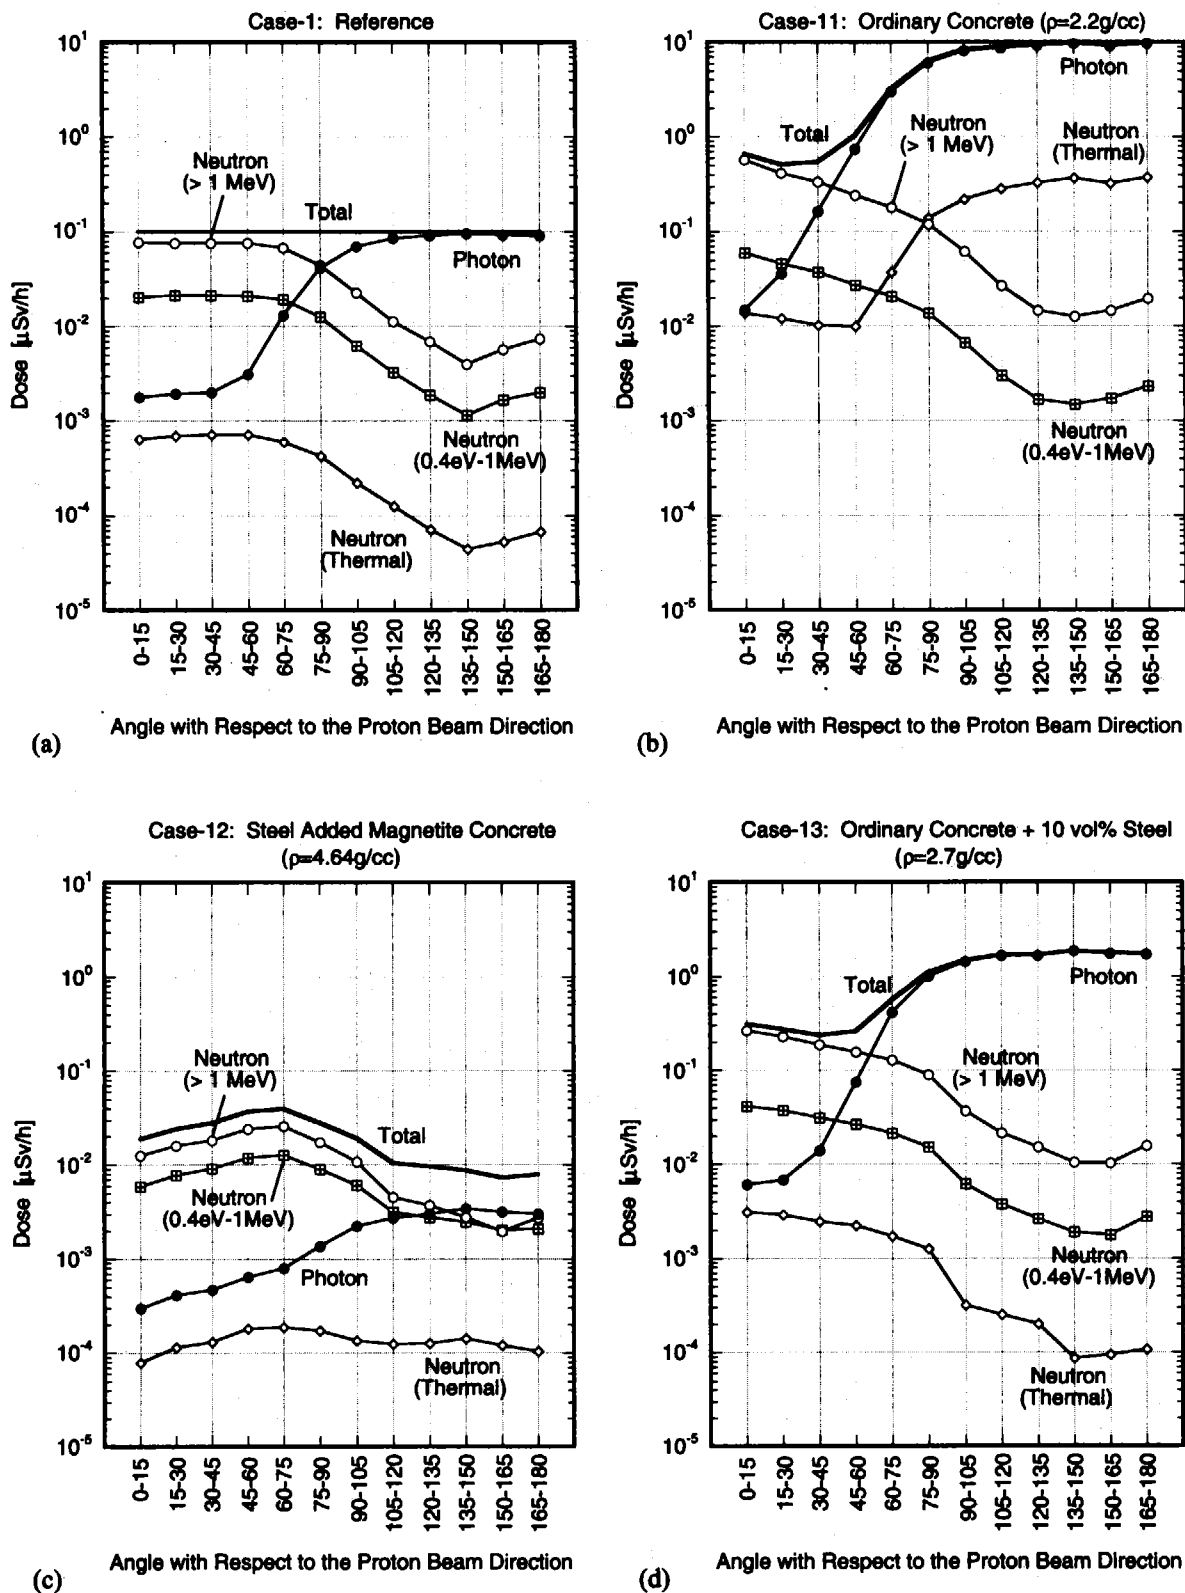 Case-1: Reference
10¹
10⁰
10⁻¹
10⁻²
10⁻³
10⁻⁴
10⁻⁵
Dose [µSv/h]
Neutron
(> 1 MeV)
Total
Photon
Neutron
(0.4eV-1MeV)
Neutron
(Thermal)
0-15
15-30
30-45
45-60
60-75
75-90
90-105
105-120
120-135
135-150
150-165
165-180
Angle with Respect to the Proton Beam Direction
(a)
Case-11: Ordinary Concrete (ρ=2.2g/cc)
10¹
10⁰
10⁻¹
10⁻²
10⁻³
10⁻⁴
10⁻⁵
Dose [µSv/h]
Photon
Total
Neutron
(> 1 MeV)
Neutron
(Thermal)
Neutron
(0.4eV-1MeV)
0-15
15-30
30-45
45-60
60-75
75-90
90-105
105-120
120-135
135-150
150-165
165-180
Angle with Respect to the Proton Beam Direction
(b)
Case-12: Steel Added Magnetite Concrete
(ρ=4.64g/cc)
10¹
10⁰
10⁻¹
10⁻²
10⁻³
10⁻⁴
10⁻⁵
Dose [µSv/h]
Neutron
(> 1 MeV)
Total
Neutron
(0.4eV-1MeV)
Photon
Neutron
(Thermal)
0-15
15-30
30-45
45-60
60-75
75-90
90-105
105-120
120-135
135-150
150-165
165-180
Angle with Respect to the Proton Beam Direction
(c)
Case-13: Ordinary Concrete + 10 vol% Steel
(ρ=2.7g/cc)
10¹
10⁰
10⁻¹
10⁻²
10⁻³
10⁻⁴
10⁻⁵
Dose [µSv/h]
Total
Photon
Neutron
(> 1 MeV)
Neutron
(0.4eV-1MeV)
Neutron
(Thermal)
0-15
15-30
30-45
45-60
60-75
75-90
90-105
105-120
120-135
135-150
150-165
165-180
Angle with Respect to the Proton Beam Direction
(d)